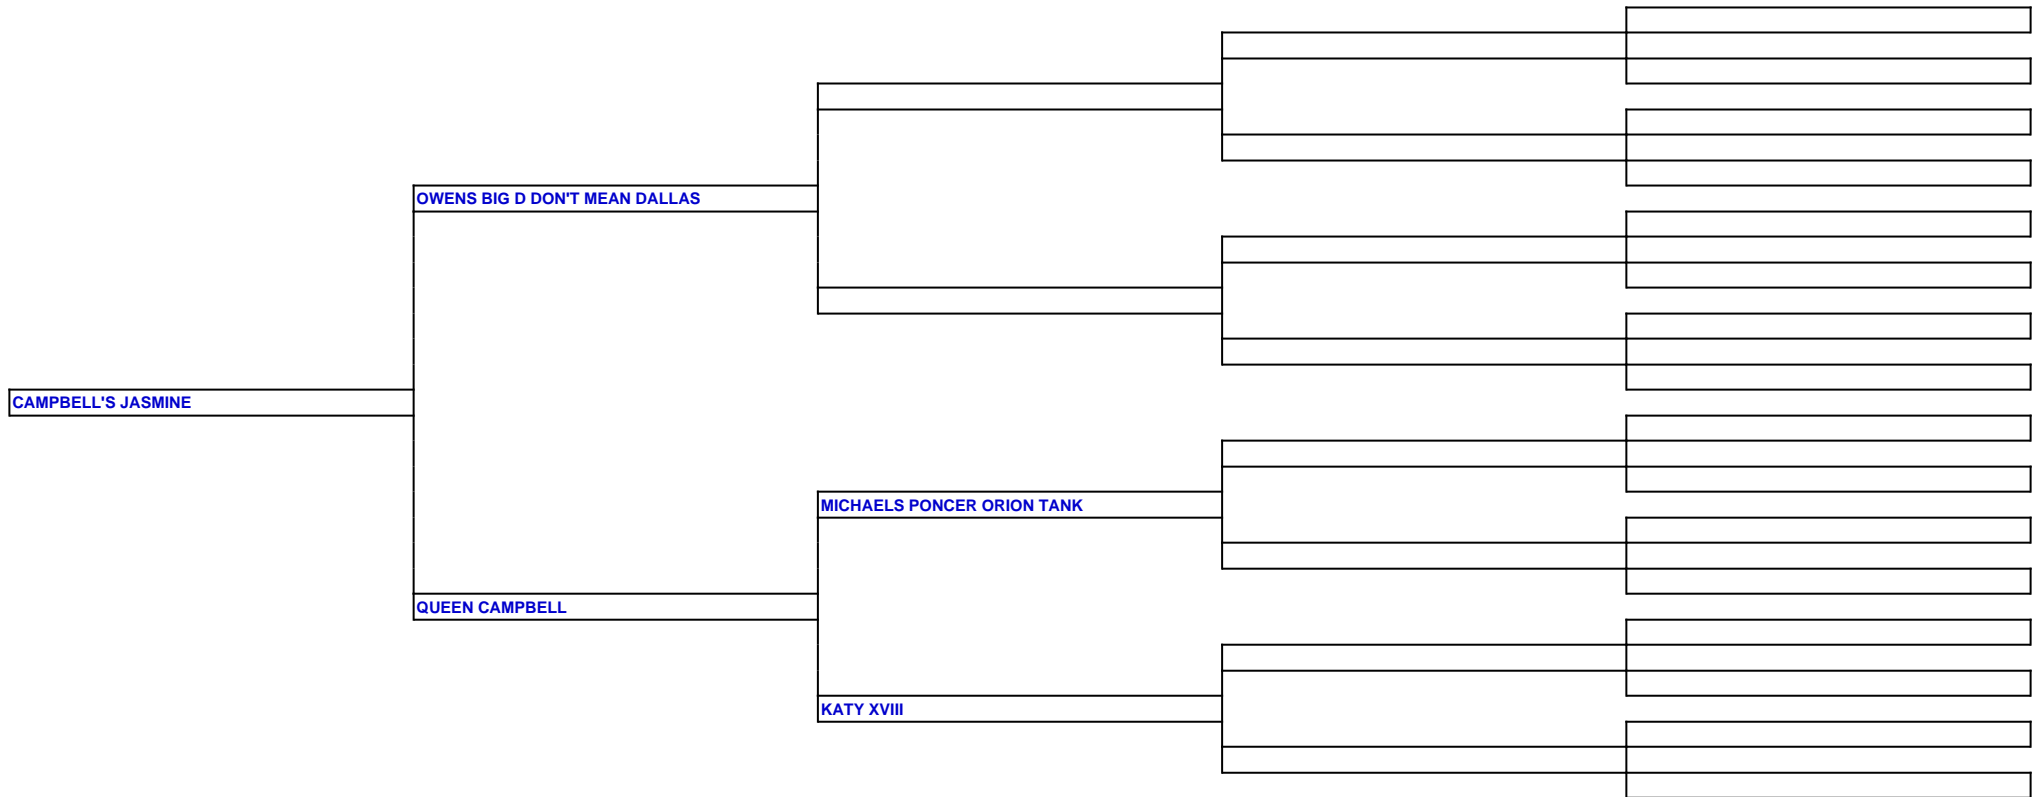 OWENS BIG D DON'T MEAN DALLAS
CAMPBELL'S JASMINE
MICHAELS PONCER ORION TANK
QUEEN CAMPBELL
KATY XVIII